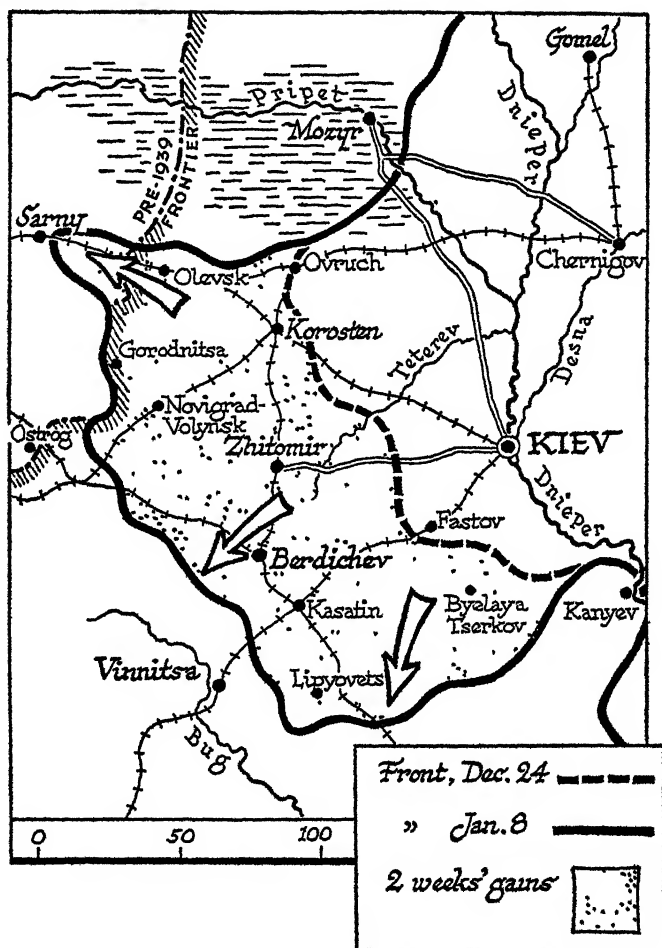 Gomel
Pripet
Dnieper
Mozyr
PRE-1939
FRONTIER
Sarny
Olevsk
Ovruch
Chernigov
Korosten
Teterev
Desna
Gorodnitsa
Novigrad-
Volynsk
Ostrog
Zhitomir
KIEV
Dnieper
Fastov
Berdichev
Byelaya
Tserkov
Kanyev
Kasatin
Vinnitsa
Lipyovets
Bug
Front, Dec. 24
„ Jan. 8
2 weeks' gains
0 50 100